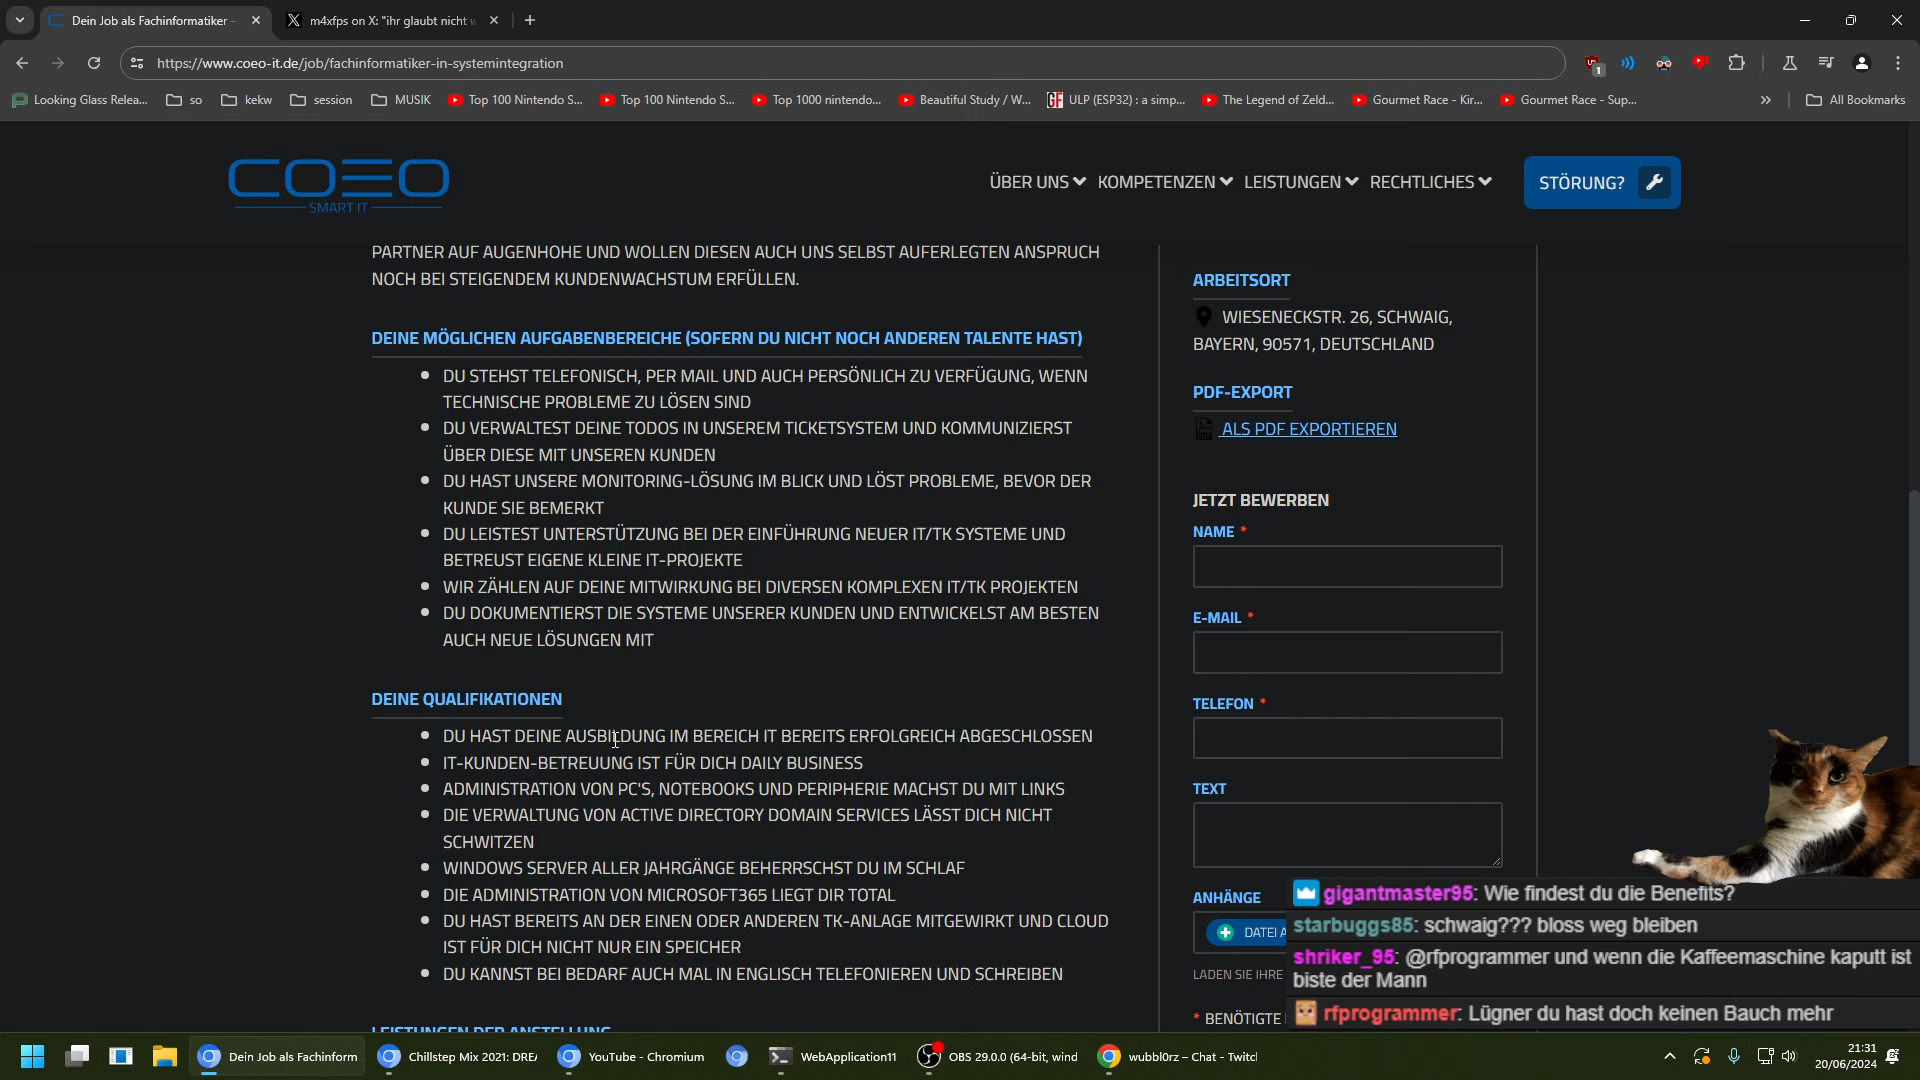 Dein Job als Fachinformatiker -
m4xfps on X: "ihr glaubt nicht w
https://www.coeo-it.de/job/fachinformatiker-in-systemintegration
1
Looking Glass Relea...
so
kekw
session
MUSIK
Top 100 Nintendo S...
Top 100 Nintendo S...
Top 1000 nintendo...
Beautiful Study / W...
GF
ULP (ESP32) : a simp...
The Legend of Zeld...
Gourmet Race - Kir...
Gourmet Race - Sup...
All Bookmarks
COEO
SMART IT
ÜBER UNS
KOMPETENZEN
LEISTUNGEN
RECHTLICHES
STÖRUNG?
PARTNER AUF AUGENHÖHE UND WOLLEN DIESEN AUCH UNS SELBST AUFERLEGTEN ANSPRUCH
NOCH BEI STEIGENDEM KUNDENWACHSTUM ERFÜLLEN.
DEINE MÖGLICHEN AUFGABENBEREICHE (SOFERN DU NICHT NOCH ANDEREN TALENTE HAST)
DU STEHST TELEFONISCH, PER MAIL UND AUCH PERSÖNLICH ZU VERFÜGUNG, WENN
TECHNISCHE PROBLEME ZU LÖSEN SIND
DU VERWALTEST DEINE TODOS IN UNSEREM TICKETSYSTEM UND KOMMUNIZIERST
ÜBER DIESE MIT UNSEREN KUNDEN
DU HAST UNSERE MONITORING-LÖSUNG IM BLICK UND LÖST PROBLEME, BEVOR DER
KUNDE SIE BEMERKT
DU LEISTEST UNTERSTÜTZUNG BEI DER EINFÜHRUNG NEUER IT/TK SYSTEME UND
BETREUST EIGENE KLEINE IT-PROJEKTE
WIR ZÄHLEN AUF DEINE MITWIRKUNG BEI DIVERSEN KOMPLEXEN IT/TK PROJEKTEN
DU DOKUMENTIERST DIE SYSTEME UNSERER KUNDEN UND ENTWICKELST AM BESTEN
AUCH NEUE LÖSUNGEN MIT
DEINE QUALIFIKATIONEN
DU HAST DEINE AUSBILDUNG IM BEREICH IT BEREITS ERFOLGREICH ABGESCHLOSSEN
IT-KUNDEN-BETREUUNG IST FÜR DICH DAILY BUSINESS
ADMINISTRATION VON PC'S, NOTEBOOKS UND PERIPHERIE MACHST DU MIT LINKS
DIE VERWALTUNG VON ACTIVE DIRECTORY DOMAIN SERVICES LÄSST DICH NICHT
SCHWITZEN
WINDOWS SERVER ALLER JAHRGÄNGE BEHERRSCHST DU IM SCHLAF
DIE ADMINISTRATION VON MICROSOFT365 LIEGT DIR TOTAL
DU HAST BEREITS AN DER EINEN ODER ANDEREN TK-ANLAGE MITGEWIRKT UND CLOUD
IST FÜR DICH NICHT NUR EIN SPEICHER
DU KANNST BEI BEDARF AUCH MAL IN ENGLISCH TELEFONIEREN UND SCHREIBEN
LEISTUNGEN DER ANSTELLUNG
ARBEITSORT
WIESENECKSTR. 26, SCHWAIG,
BAYERN, 90571, DEUTSCHLAND
PDF-EXPORT
ALS PDF EXPORTIEREN
JETZT BEWERBEN
NAME *
E-MAIL *
TELEFON *
TEXT
ANHÄNGE
DATEI A
LADEN SIE IHRE
* BENÖTIGTE
gigantmaster95: Wie findest du die Benefits?
starbuggs85: schwaig??? bloss weg bleiben
shriker_95: @rfprogrammer und wenn die Kaffeemaschine kaputt ist
biste der Mann
rfprogrammer: Lügner du hast doch keinen Bauch mehr
Dein Job als Fachinform
Chillstep Mix 2021: DREA
YouTube - Chromium
WebApplication11
OBS 29.0.0 (64-bit, wind
wubbl0rz – Chat - Twitcl
21:31
20/06/2024